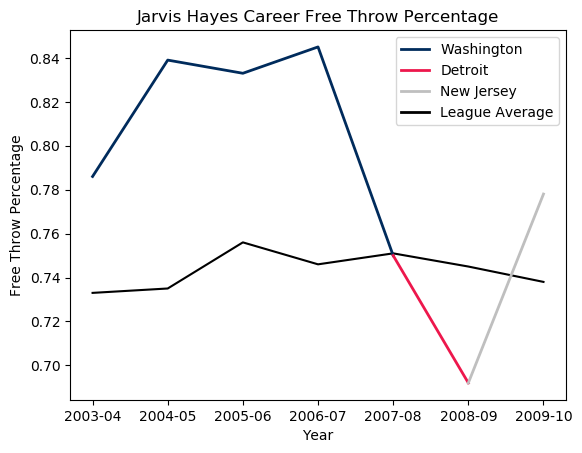 Jarvis Hayes Career Free Throw Percentage
Washington
Detroit
New Jersey
League Average
Free Throw Percentage
0.84
0.82
0.80
0.78
0.76
0.74
0.72
0.70
2003-04 2004-05 2005-06 2006-07 2007-08 2008-09 2009-10
Year